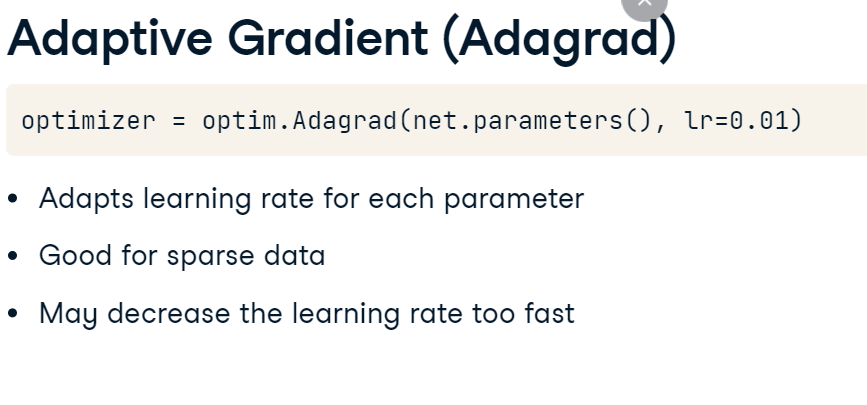 Adaptive Gradient (Adagrad)
optimizer = optim.Adagrad(net.parameters(), lr=0.01)
• Adapts learning rate for each parameter
• Good for sparse data
• May decrease the learning rate too fast